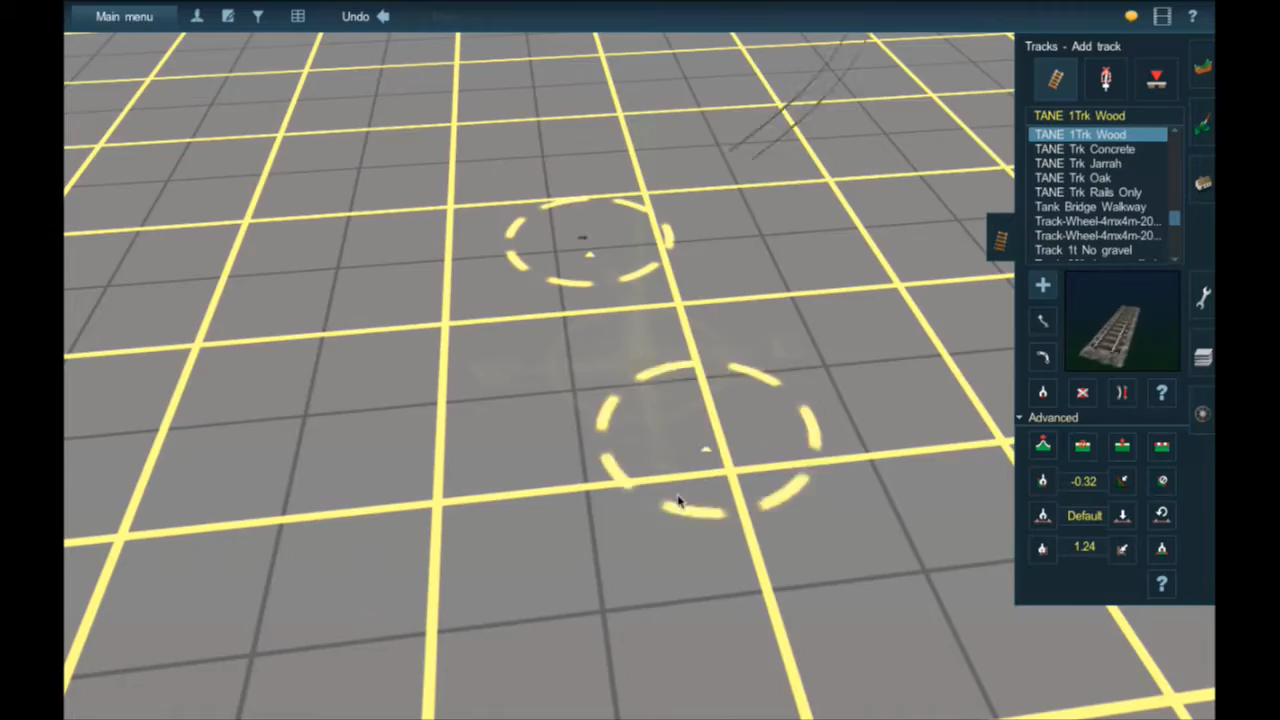 Main menu
Undo
?
Tracks - Add track
TANE 1Trk Wood
TANE 1Trk Wood
TANE Trk Concrete
TANE Trk Jarrah
TANE Trk Oak
TANE Trk Rails Only
Tank Bridge Walkway
Track-Wheel-4mx4m-20...
Track-Wheel-4mx4m-20...
Track 1t No gravel
?
Advanced
-0.32
Default
1.24
?